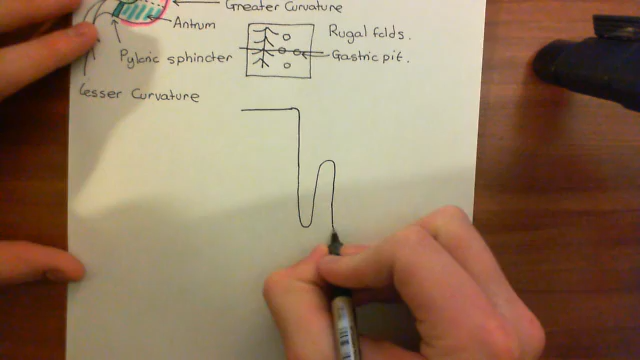 Greater Curvature
Antrum
Rugal folds.
Pyloric sphincter
Gastric pit.
Lesser Curvature